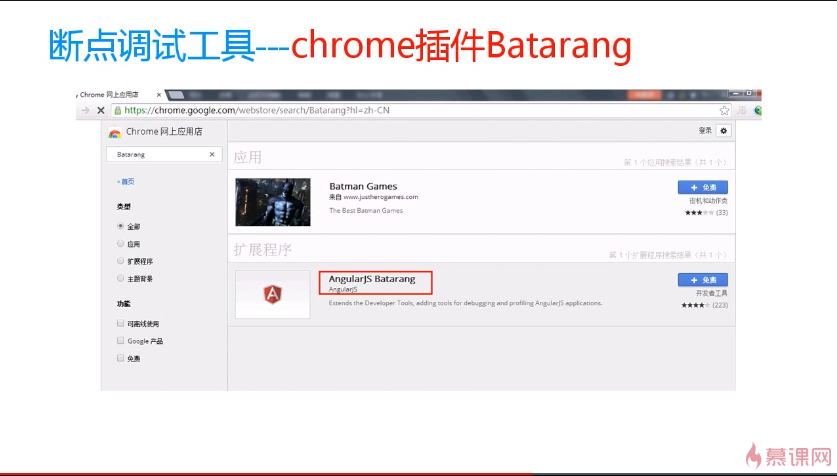 断点调试工具---chrome插件Batarang
Chrome 网上应用店
https://chrome.google.com/webstore/search/Batarang?hl=zh-CN
Chrome 网上应用店
登录
Batarang
应用
第 1 个应用搜索结果（共 1 个）
« 首页
Batman Games
来自 www.justherogames.com
The Best Batman Games
+ 免费
街机和动作类
(33)
类型
全部
应用
扩展程序
主题背景
扩展程序
第 1 个扩展程序搜索结果（共 1 个）
AngularJS Batarang
AngularJS
Extends the Developer Tools, adding tools for debugging and profiling AngularJS applications.
+ 免费
开发者工具
(223)
功能
可离线使用
Google 产品
免费
慕课网